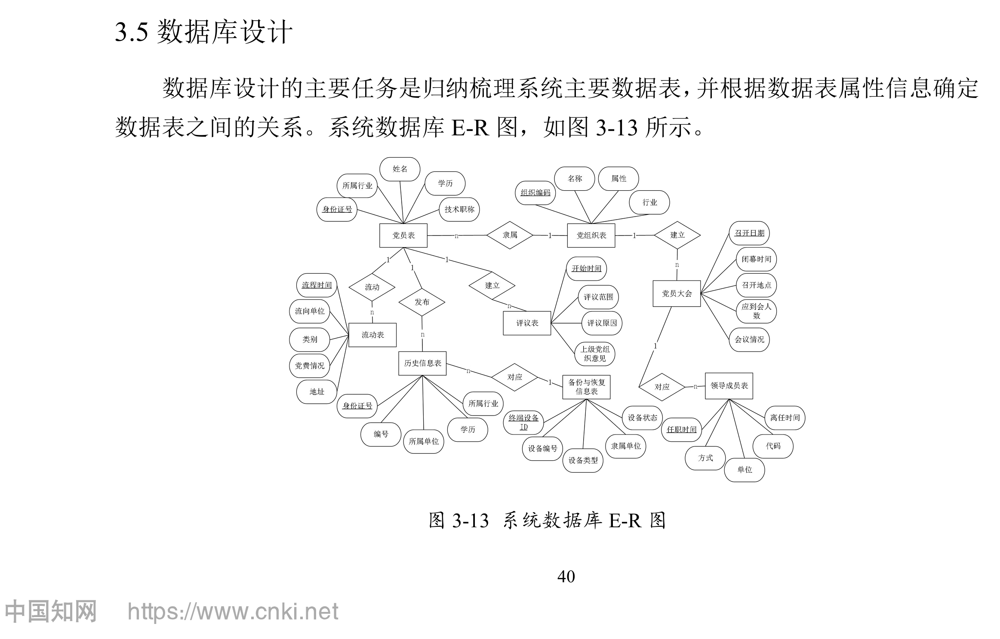 3.5 数据库设计
数据库设计的主要任务是归纳梳理系统主要数据表，并根据数据表属性信息确定
数据表之间的关系。系统数据库 E-R 图，如图 3-13 所示。
姓名
所属行业
学历
身份证号
技术职称
名称
属性
组织编码
行业
党员表
n
隶属
1
党组织表
1
建立
召开日期
闭幕时间
召开地点
应到会人
数
会议情况
1
1
1
n
流程时间
流向单位
类别
党费情况
地址
流动
发布
建立
开始时间
评议范围
评议原因
上级党组
织意见
党员大会
n
n
n
流动表
评议表
1
历史信息表
n
对应
1
备份与恢复
信息表
对应
n
领导成员表
身份证号
编号
所属单位
学历
所属行业
终端设备
ID
设备编号
设备类型
隶属单位
设备状态
任职时间
方式
单位
代码
离任时间
图 3-13 系统数据库 E-R 图
40
中国知网 https://www.cnki.net